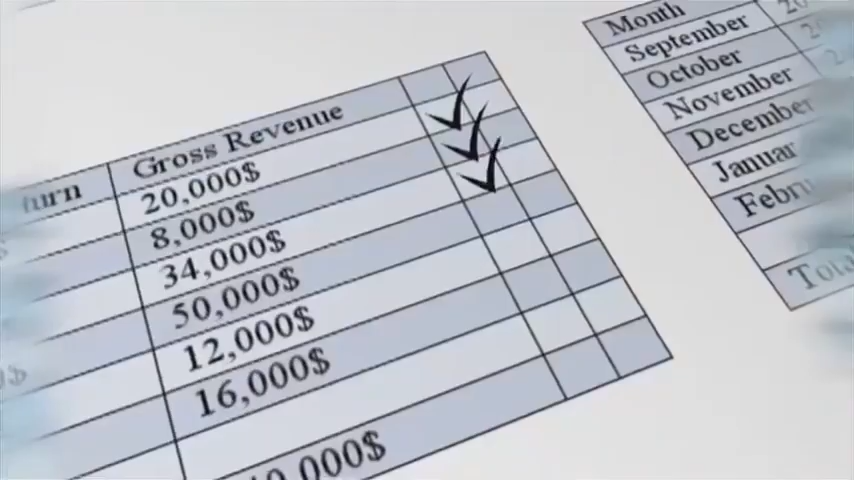 Gross Revenue
20,000$
8,000$
34,000$
50,000$
12,000$
16,000$
Month
September
October
November
December